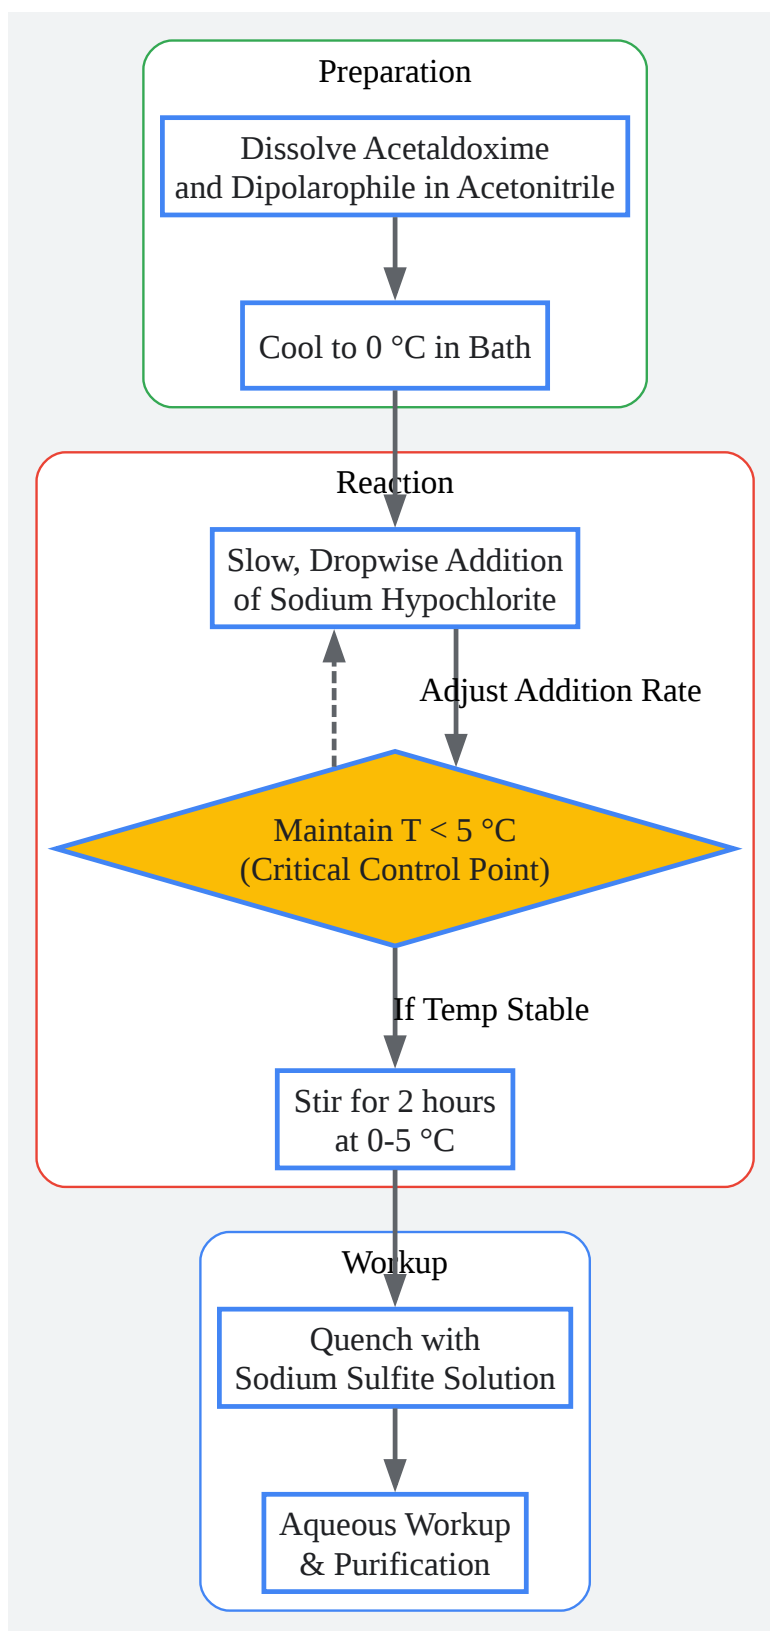 Preparation
Dissolve Acetaldoxime
and Dipolarophile in Acetonitrile
Cool to 0 °C in Bath
Reaction
Slow, Dropwise Addition
of Sodium Hypochlorite
Adjust Addition Rate
Maintain T < 5 °C
(Critical Control Point)
If Temp Stable
Stir for 2 hours
at 0-5 °C
Workup
Quench with
Sodium Sulfite Solution
Aqueous Workup
& Purification